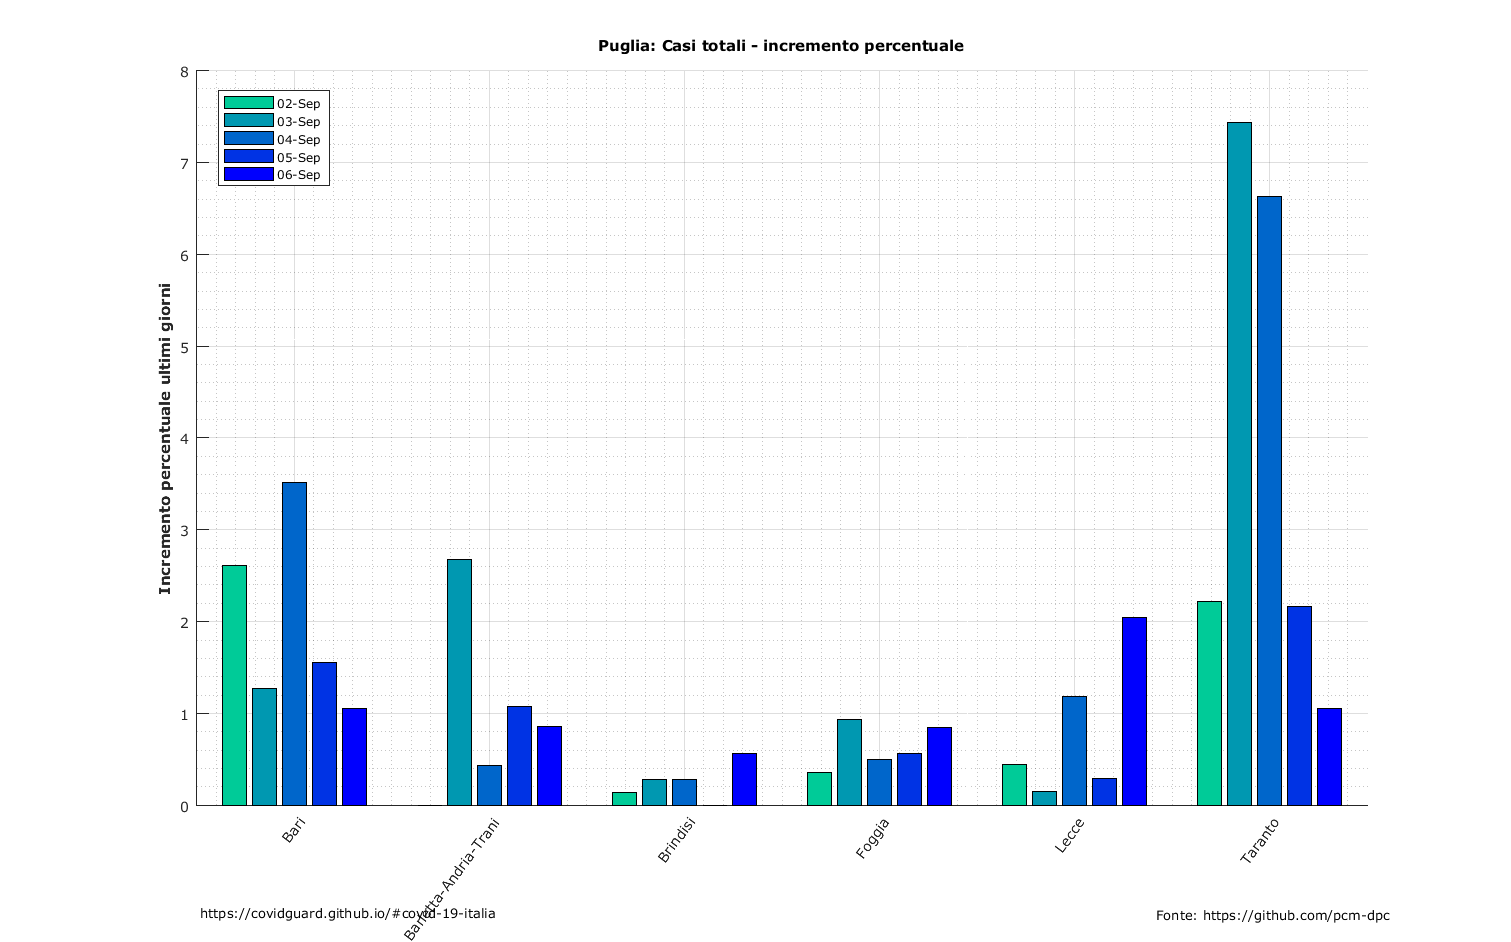 Puglia: Casi totali - incremento percentuale
8
7
6
5
4
3
2
1
0
Incremento percentuale ultimi giorni
02-Sep
03-Sep
04-Sep
05-Sep
06-Sep
Bari
Barletta-Andria-Trani
Brindisi
Foggia
Lecce
Taranto
https://covidguard.github.io/#covid-19-italia
Fonte: https://github.com/pcm-dpc